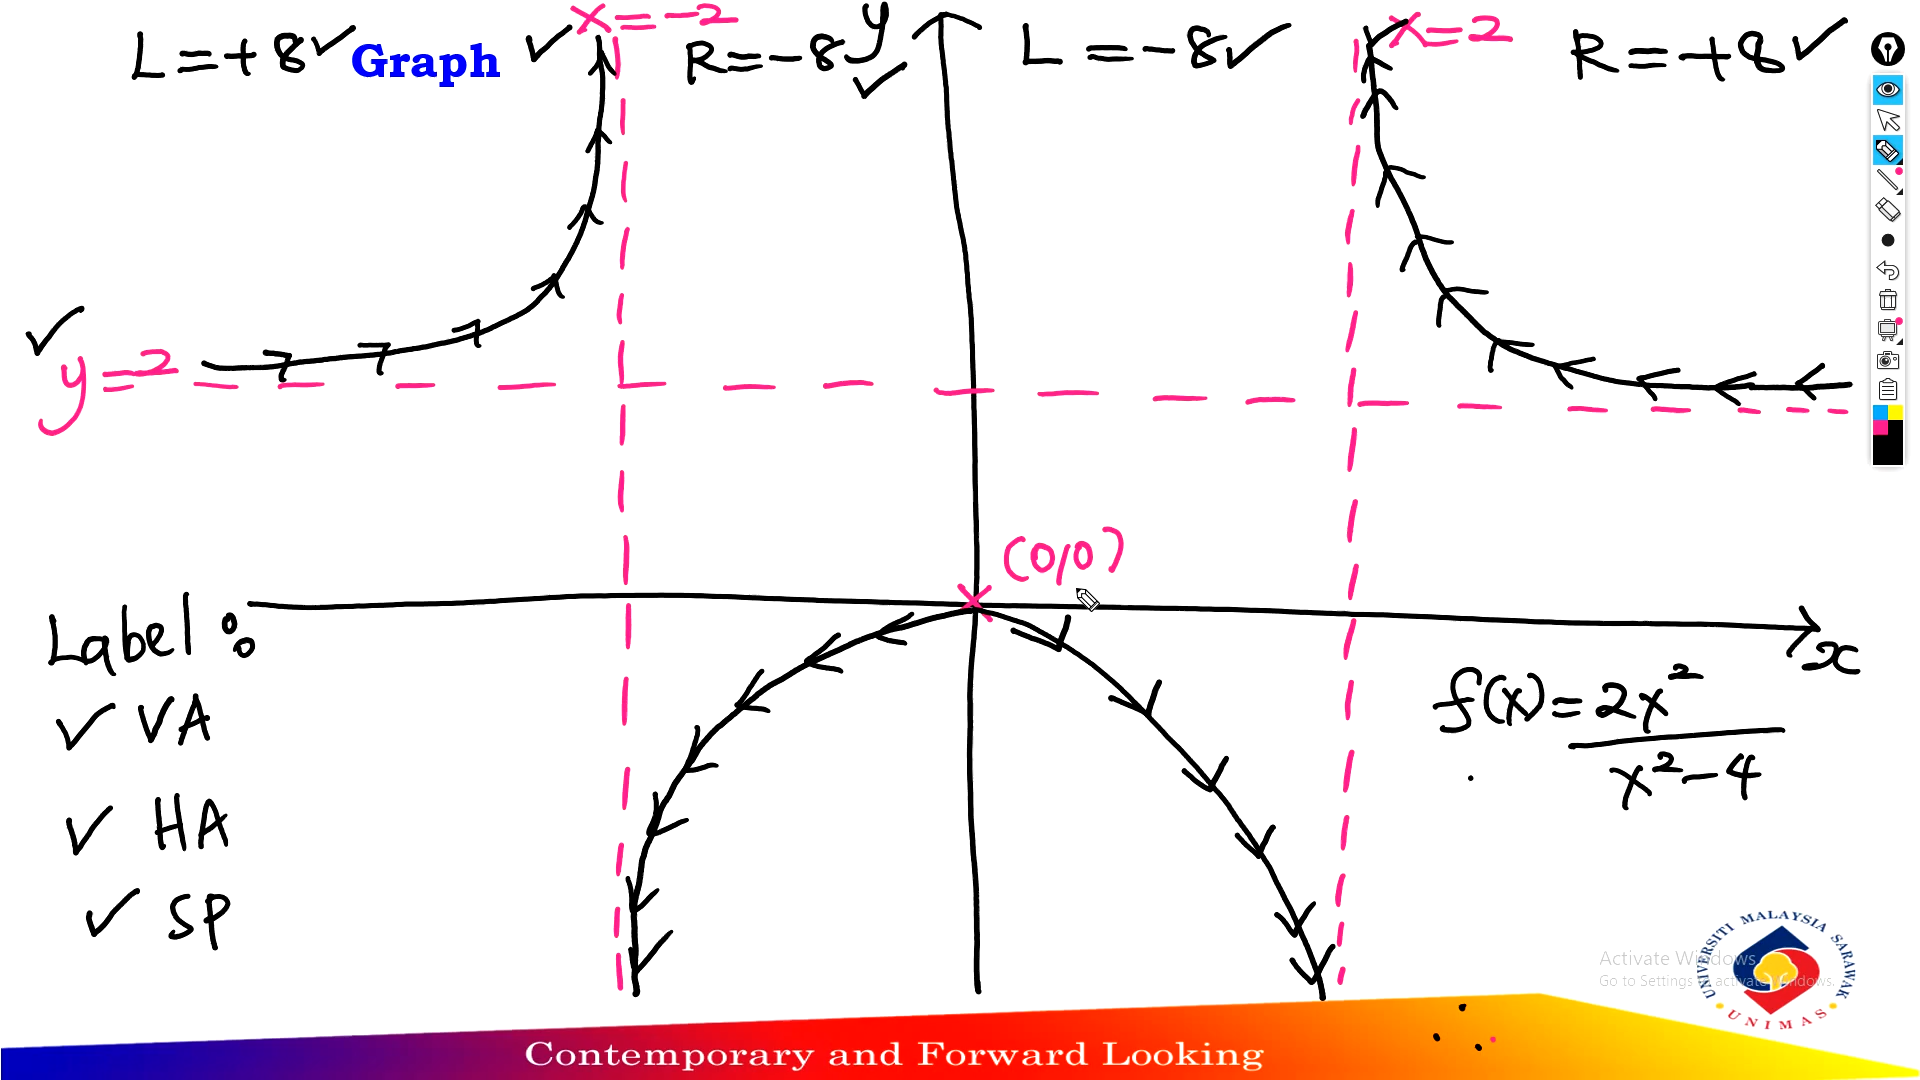 L = +8 Graph
x = -2
R = -8
y
L = -8
x = 2
R = +8
y = 2
(0,0)
x
Label :
VA
HA
SP
f(x) = 2x²
x² - 4
UNIVERSITI MALAYSIA SARAWAK
UNIMAS
Activate Windows
Go to Settings to activate Windows.
Contemporary and Forward Looking